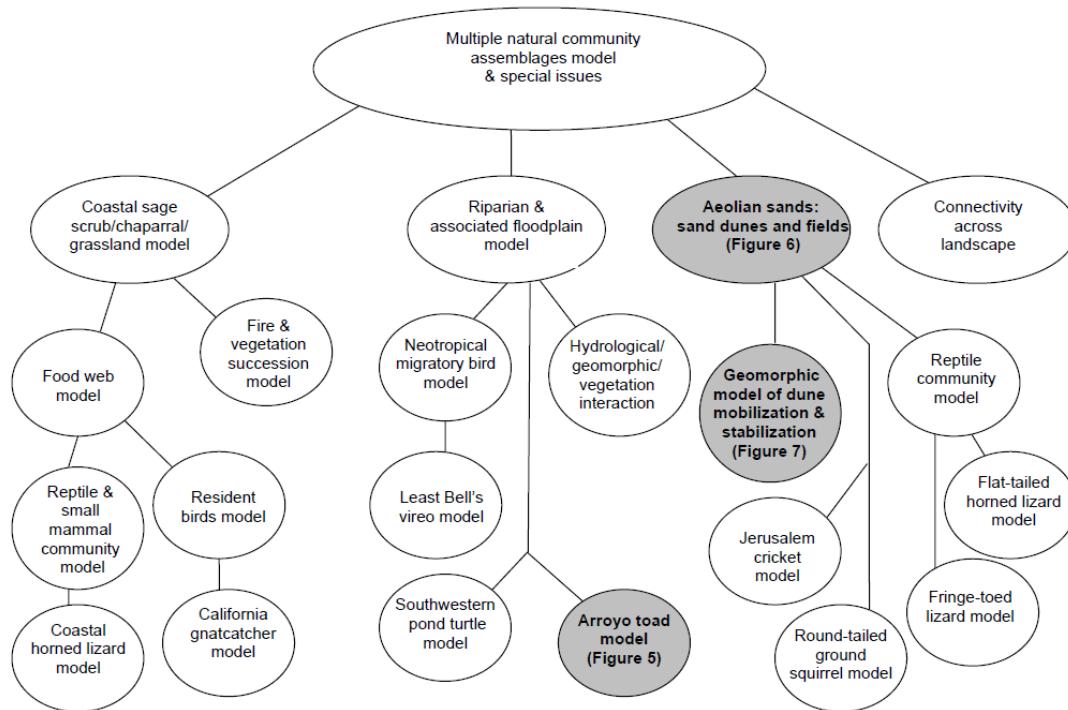 Multiple natural community
assemblages model
& special issues
Coastal sage
scrub/chaparral/
grassland model
Riparian &
associated floodplain
model
Aeolian sands:
sand dunes and fields
(Figure 6)
Connectivity
across
landscape
Food web
model
Fire &
vegetation
succession
model
Neotropical
migratory bird
model
Hydrological/
geomorphic/
vegetation
interaction
Geomorphic
model of dune
mobilization &
stabilization
(Figure 7)
Reptile
community
model
Reptile &
small
mammal
community
model
Resident
birds model
Least Bell's
vireo model
Jerusalem
cricket
model
Flat-tailed
horned lizard
model
Coastal
horned lizard
model
California
gnatcatcher
model
Southwestern
pond turtle
model
Arroyo toad
model
(Figure 5)
Round-tailed
ground
squirrel model
Fringe-toed
lizard model